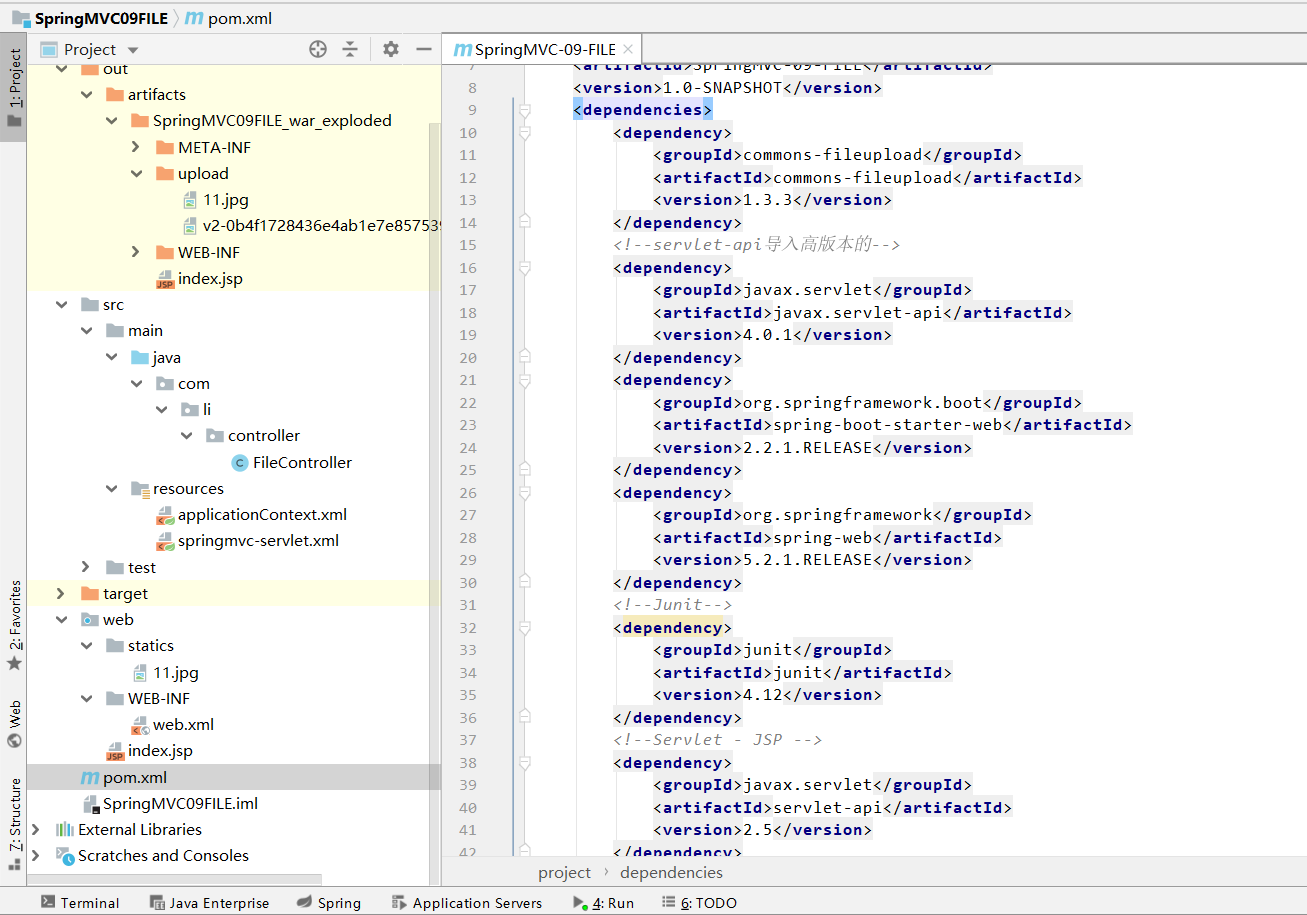 SpringMVC09FILE pom.xml
1: Project
Project
out
artifacts
SpringMVC09FILE_war_exploded
META-INF
upload
11.jpg
v2-0b4f1728436e4ab1e7e857539
WEB-INF
index.jsp
src
main
java
com
li
controller
FileController
resources
applicationContext.xml
springmvc-servlet.xml
test
target
web
statics
11.jpg
WEB-INF
web.xml
index.jsp
pom.xml
SpringMVC09FILE.iml
External Libraries
Scratches and Consoles
2: Favorites
Web
Z: Structure
SpringMVC-09-FILE
7 <artifactId>SpringMVC-09-FILE</artifactId>
8 <version>1.0-SNAPSHOT</version>
9 <dependencies>
10 <dependency>
11 <groupId>commons-fileupload</groupId>
12 <artifactId>commons-fileupload</artifactId>
13 <version>1.3.3</version>
14 </dependency>
15 <!--servlet-api导入高版本的-->
16 <dependency>
17 <groupId>javax.servlet</groupId>
18 <artifactId>javax.servlet-api</artifactId>
19 <version>4.0.1</version>
20 </dependency>
21 <dependency>
22 <groupId>org.springframework.boot</groupId>
23 <artifactId>spring-boot-starter-web</artifactId>
24 <version>2.2.1.RELEASE</version>
25 </dependency>
26 <dependency>
27 <groupId>org.springframework</groupId>
28 <artifactId>spring-web</artifactId>
29 <version>5.2.1.RELEASE</version>
30 </dependency>
31 <!--Junit-->
32 <dependency>
33 <groupId>junit</groupId>
34 <artifactId>junit</artifactId>
35 <version>4.12</version>
36 </dependency>
37 <!--Servlet - JSP -->
38 <dependency>
39 <groupId>javax.servlet</groupId>
40 <artifactId>servlet-api</artifactId>
41 <version>2.5</version>
42 </dependency>
project › dependencies
Terminal Java Enterprise Spring Application Servers 4: Run 6: TODO